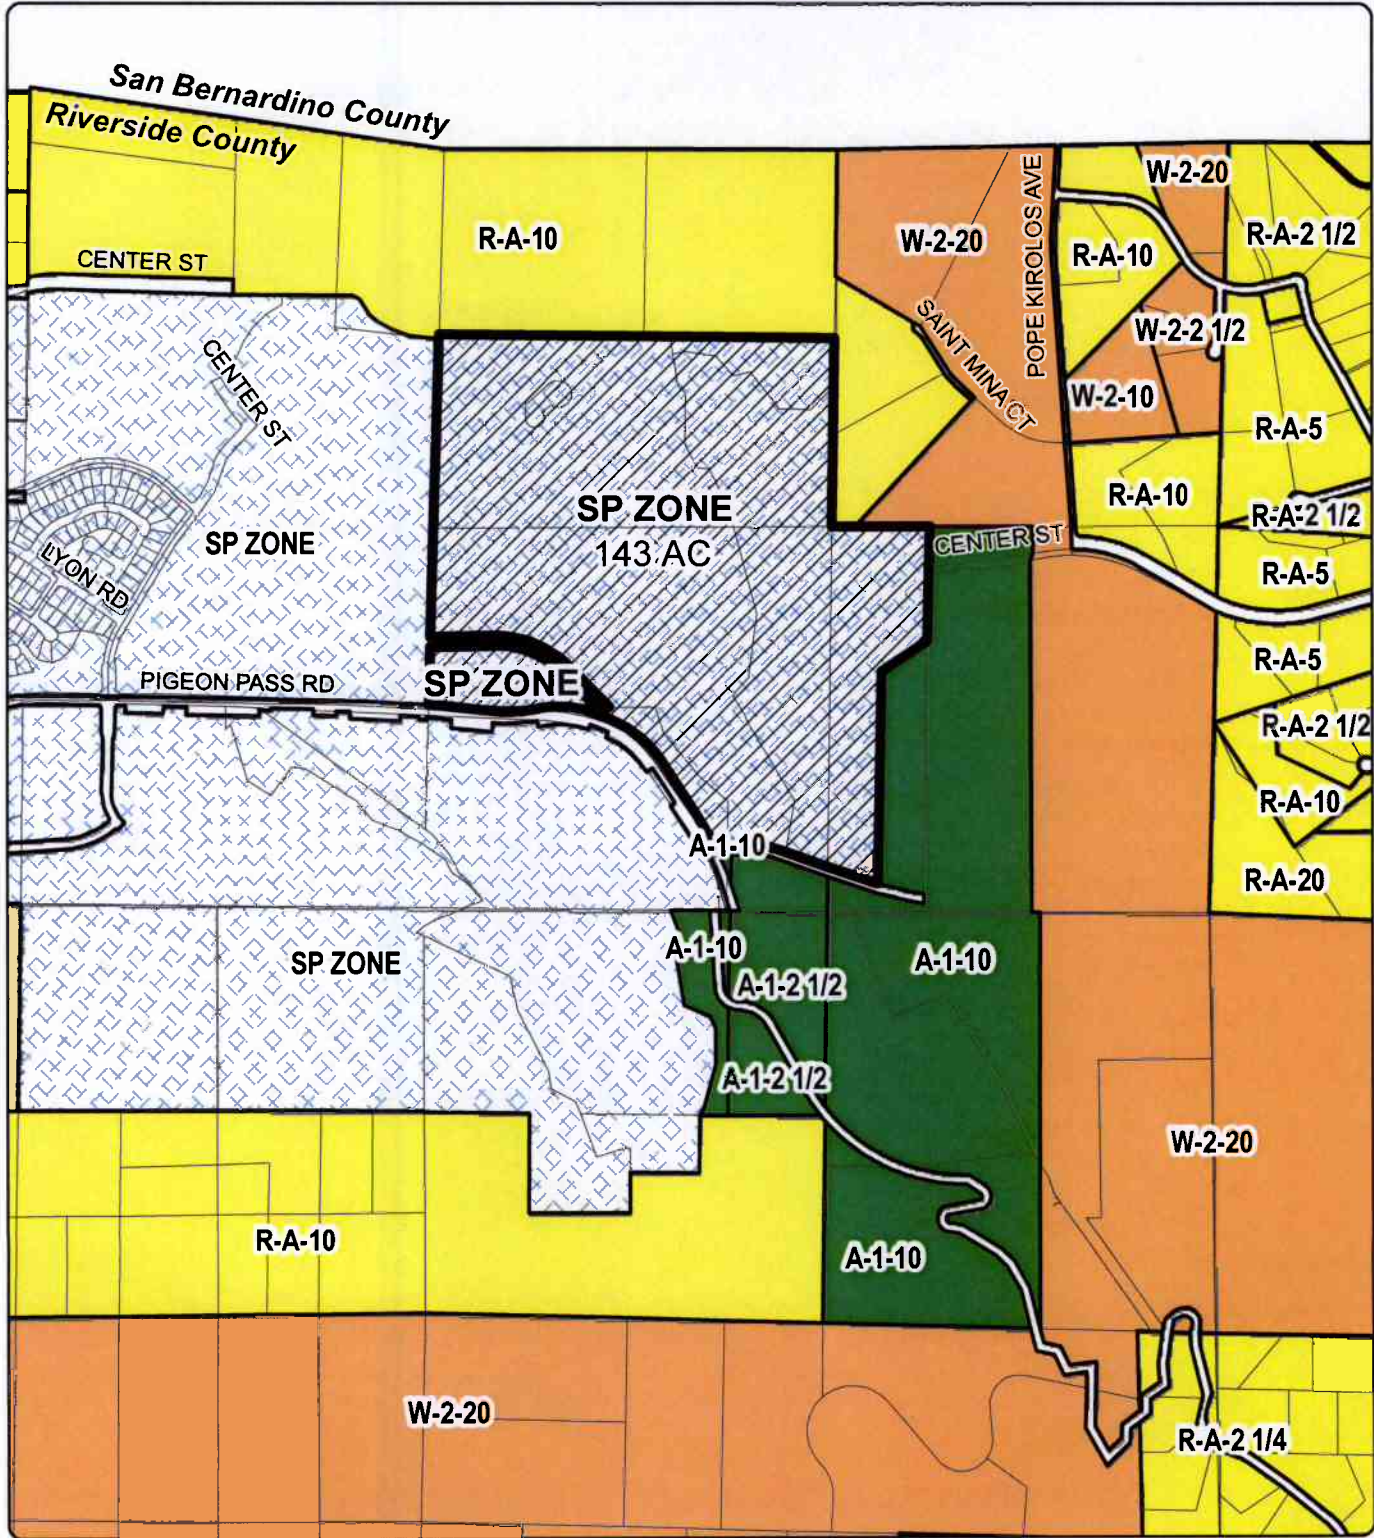 San Bernardino County
Riverside County
W-2-20
POPE KIROLOS AVE
R-A-10
W-2-20
R-A-10
R-A-2 1/2
CENTER ST
SAINT MINA CT
W-2-2 1/2
CENTER ST
W-2-10
R-A-5
R-A-10
SP ZONE
143 AC
R-A-2 1/2
CENTER ST
SP ZONE
LYON RD
R-A-5
R-A-5
PIGEON PASS RD
SP ZONE
R-A-2 1/2
R-A-10
A-1-10
R-A-20
A-1-10
SP ZONE
A-1-10
A-1-2 1/2
A-1-2 1/2
W-2-20
R-A-10
A-1-10
W-2-20
R-A-2 1/4